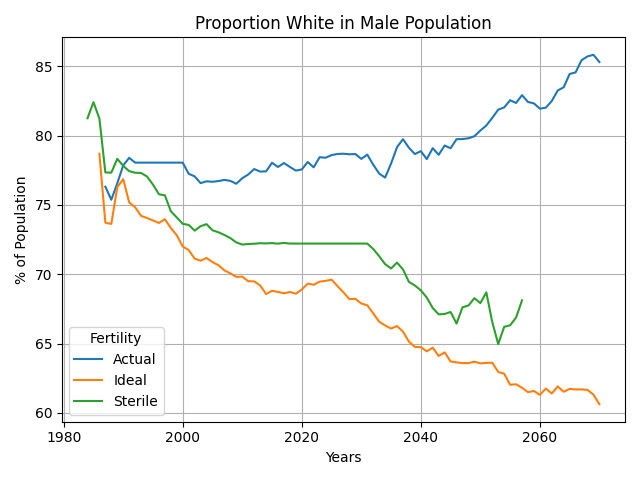 Proportion White in Male Population
% of Population
85
80
75
70
65
60
Fertility
Actual
Ideal
Sterile
1980
2000
2020
2040
2060
Years